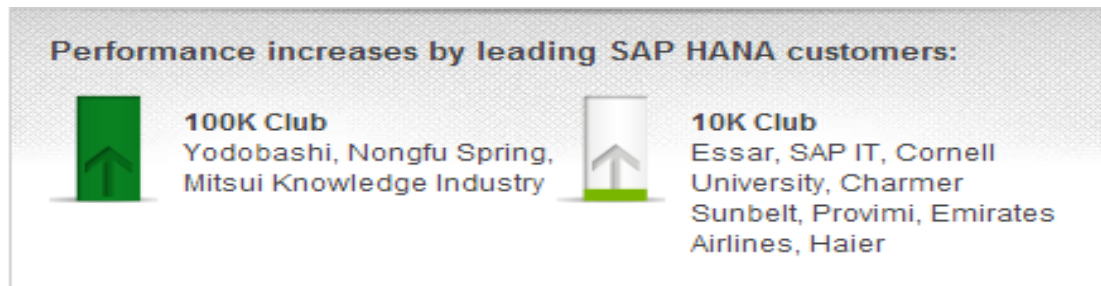 Performance increases by leading SAP HANA customers:
100K Club
Yodobashi, Nongfu Spring,
Mitsui Knowledge Industry
10K Club
Essar, SAP IT, Cornell
University, Charmer
Sunbelt, Provimi, Emirates
Airlines, Haier